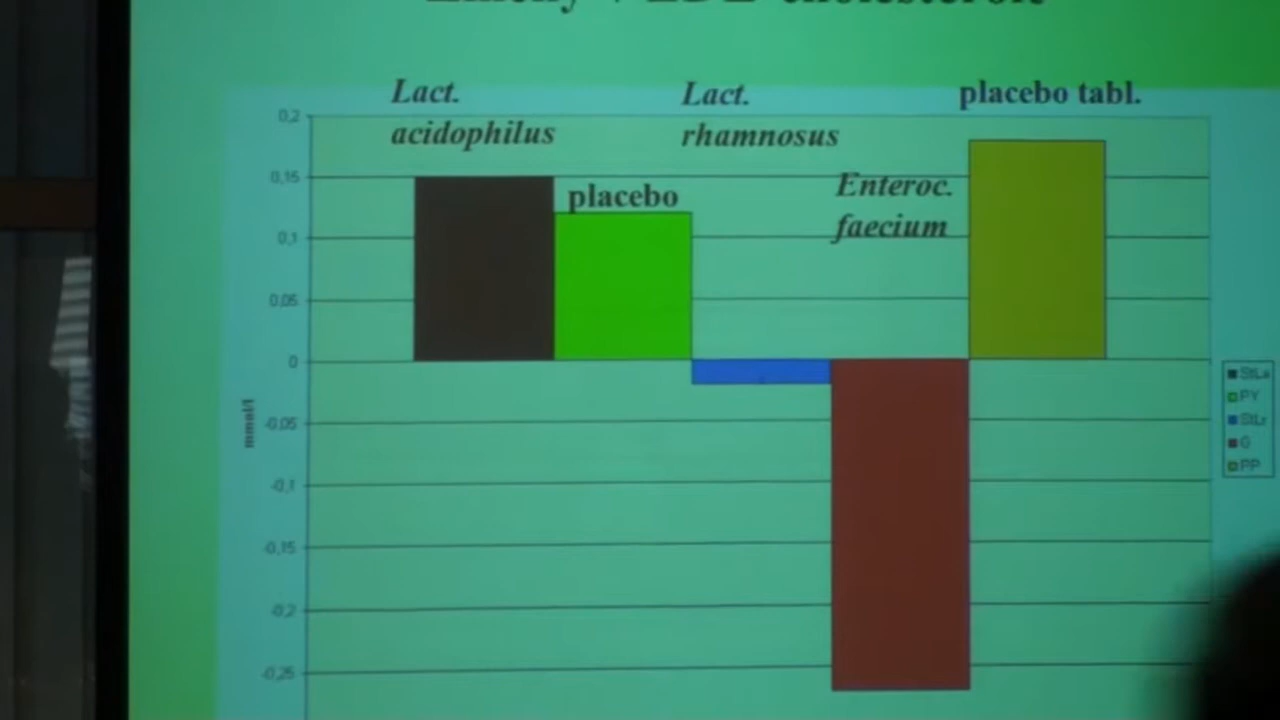 Lact.
acidophilus
placebo
Lact.
rhamnosus
Enteroc.
faecium
placebo tabl.
0,2
0,15
0,1
0,05
0
-0,05
-0,1
-0,15
-0,2
-0,25
mmol/l
StLa
PY
StLr
G
PP